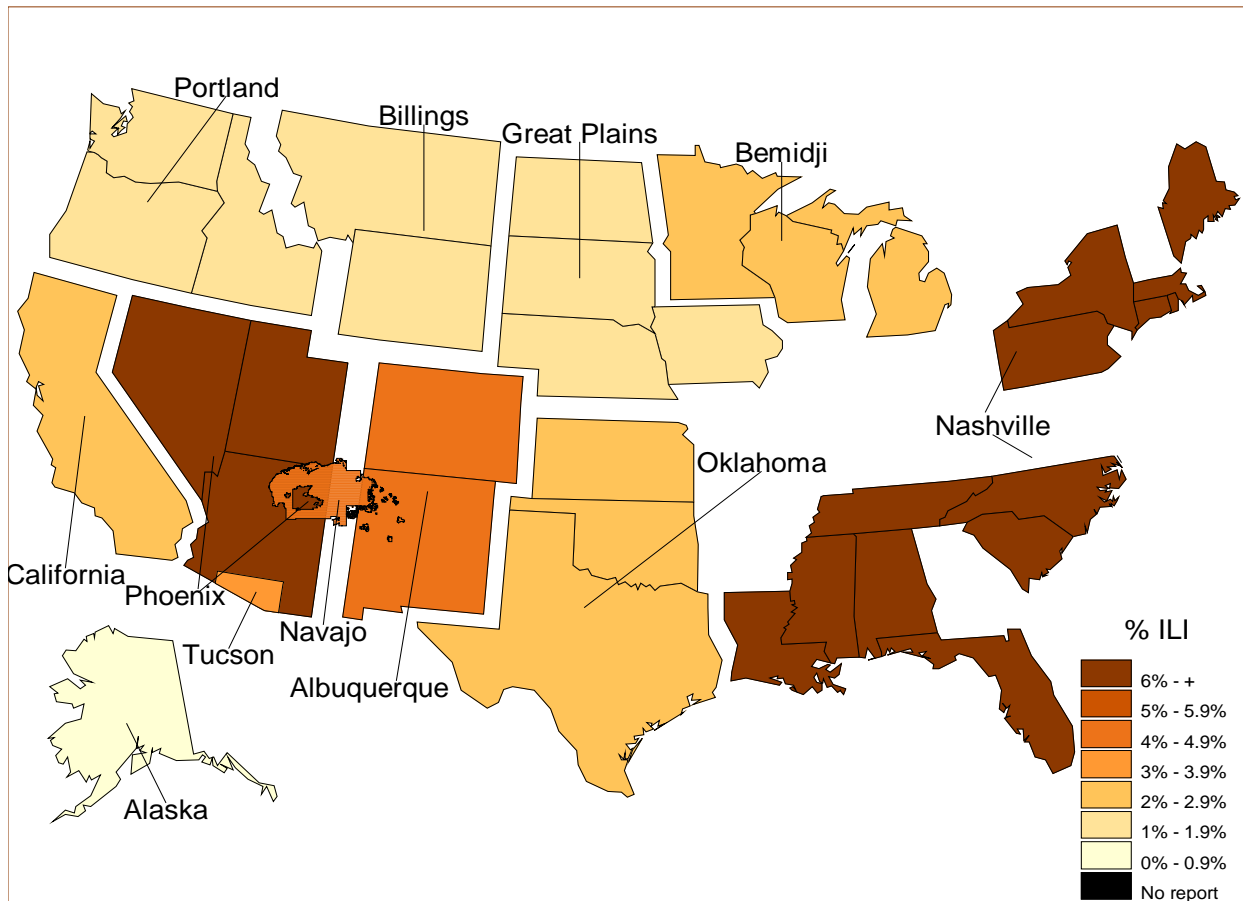 Portland
Billings
Great Plains
Bemidji
Nashville
Oklahoma
California
Phoenix
Navajo
Tucson
Albuquerque
Alaska
% ILI
6% - +
5% - 5.9%
4% - 4.9%
3% - 3.9%
2% - 2.9%
1% - 1.9%
0% - 0.9%
No report